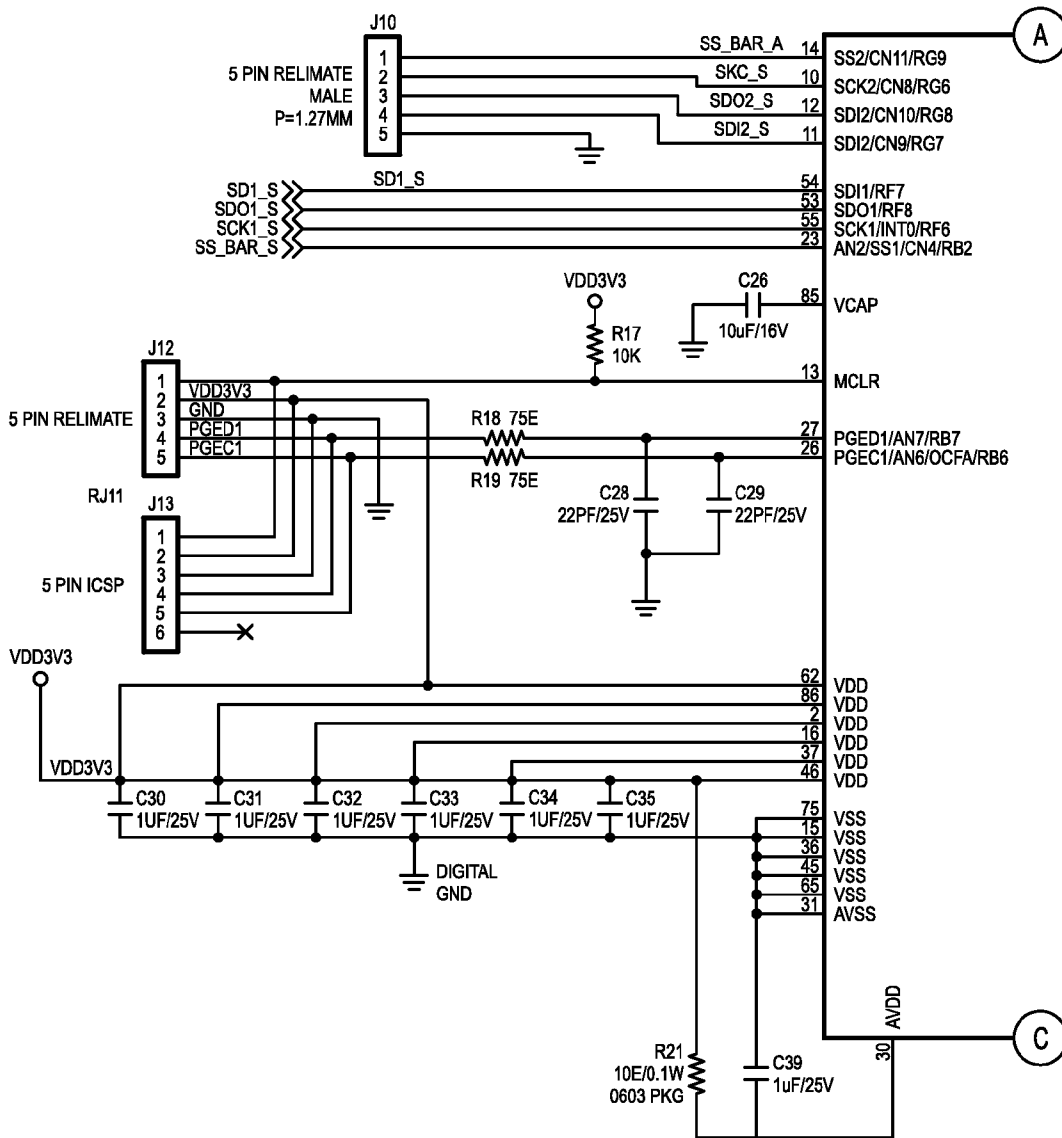 J10
A
1
2
3
4
5
5 PIN RELIMATE
MALE
P=1.27MM
SS_BAR_A
SKC_S
SDO2_S
SDI2_S
14
10
12
11
SS2/CN11/RG9
SCK2/CN8/RG6
SDI2/CN10/RG8
SDI2/CN9/RG7
SD1_S
SDO1_S
SCK1_S
SS_BAR_S
SD1_S
54
53
55
23
SDI1/RF7
SDO1/RF8
SCK1/INT0/RF6
AN2/SS1/CN4/RB2
VDD3V3
R17
10K
C26
10uF/16V
85
VCAP
J12
1
2
3
4
5
5 PIN RELIMATE
VDD3V3
GND
PGED1
PGEC1
13
MCLR
R18 75E
R19 75E
27
26
PGED1/AN7/RB7
PGEC1/AN6/OCFA/RB6
C28
22PF/25V
C29
22PF/25V
RJ11
J13
1
2
3
4
5
6
5 PIN ICSP
VDD3V3
62
86
2
16
37
46
VDD
VDD
VDD
VDD
VDD
VDD
VDD3V3
C30
1UF/25V
C31
1UF/25V
C32
1UF/25V
C33
1UF/25V
C34
1UF/25V
C35
1UF/25V
DIGITAL
GND
75
15
36
45
65
31
VSS
VSS
VSS
VSS
VSS
AVSS
AVDD
30
C
R21
10E/0.1W
0603 PKG
C39
1uF/25V